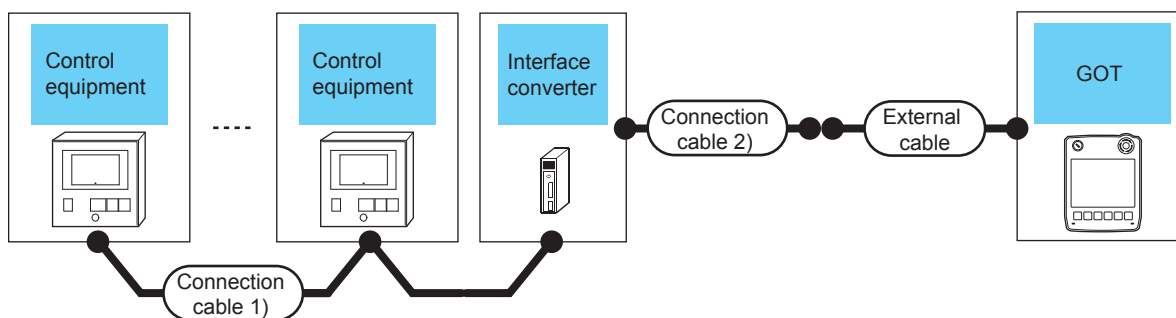 Control
equipment
Control
equipment
Interface
converter
GOT
Connection
cable 2)
External
cable
Connection
cable 1)